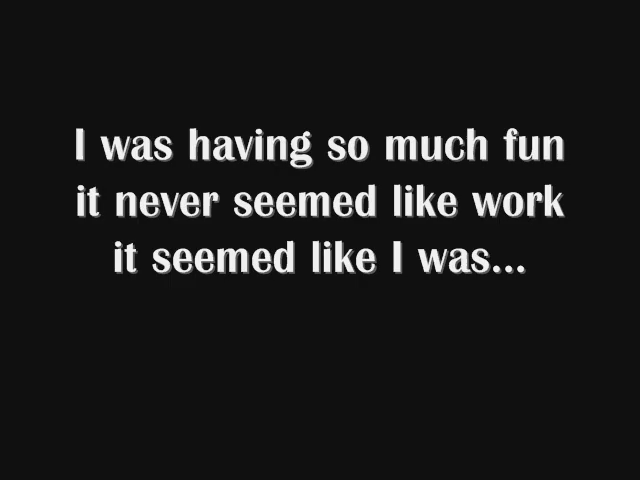 I was having so much fun
it never seemed like work
it seemed like I was...